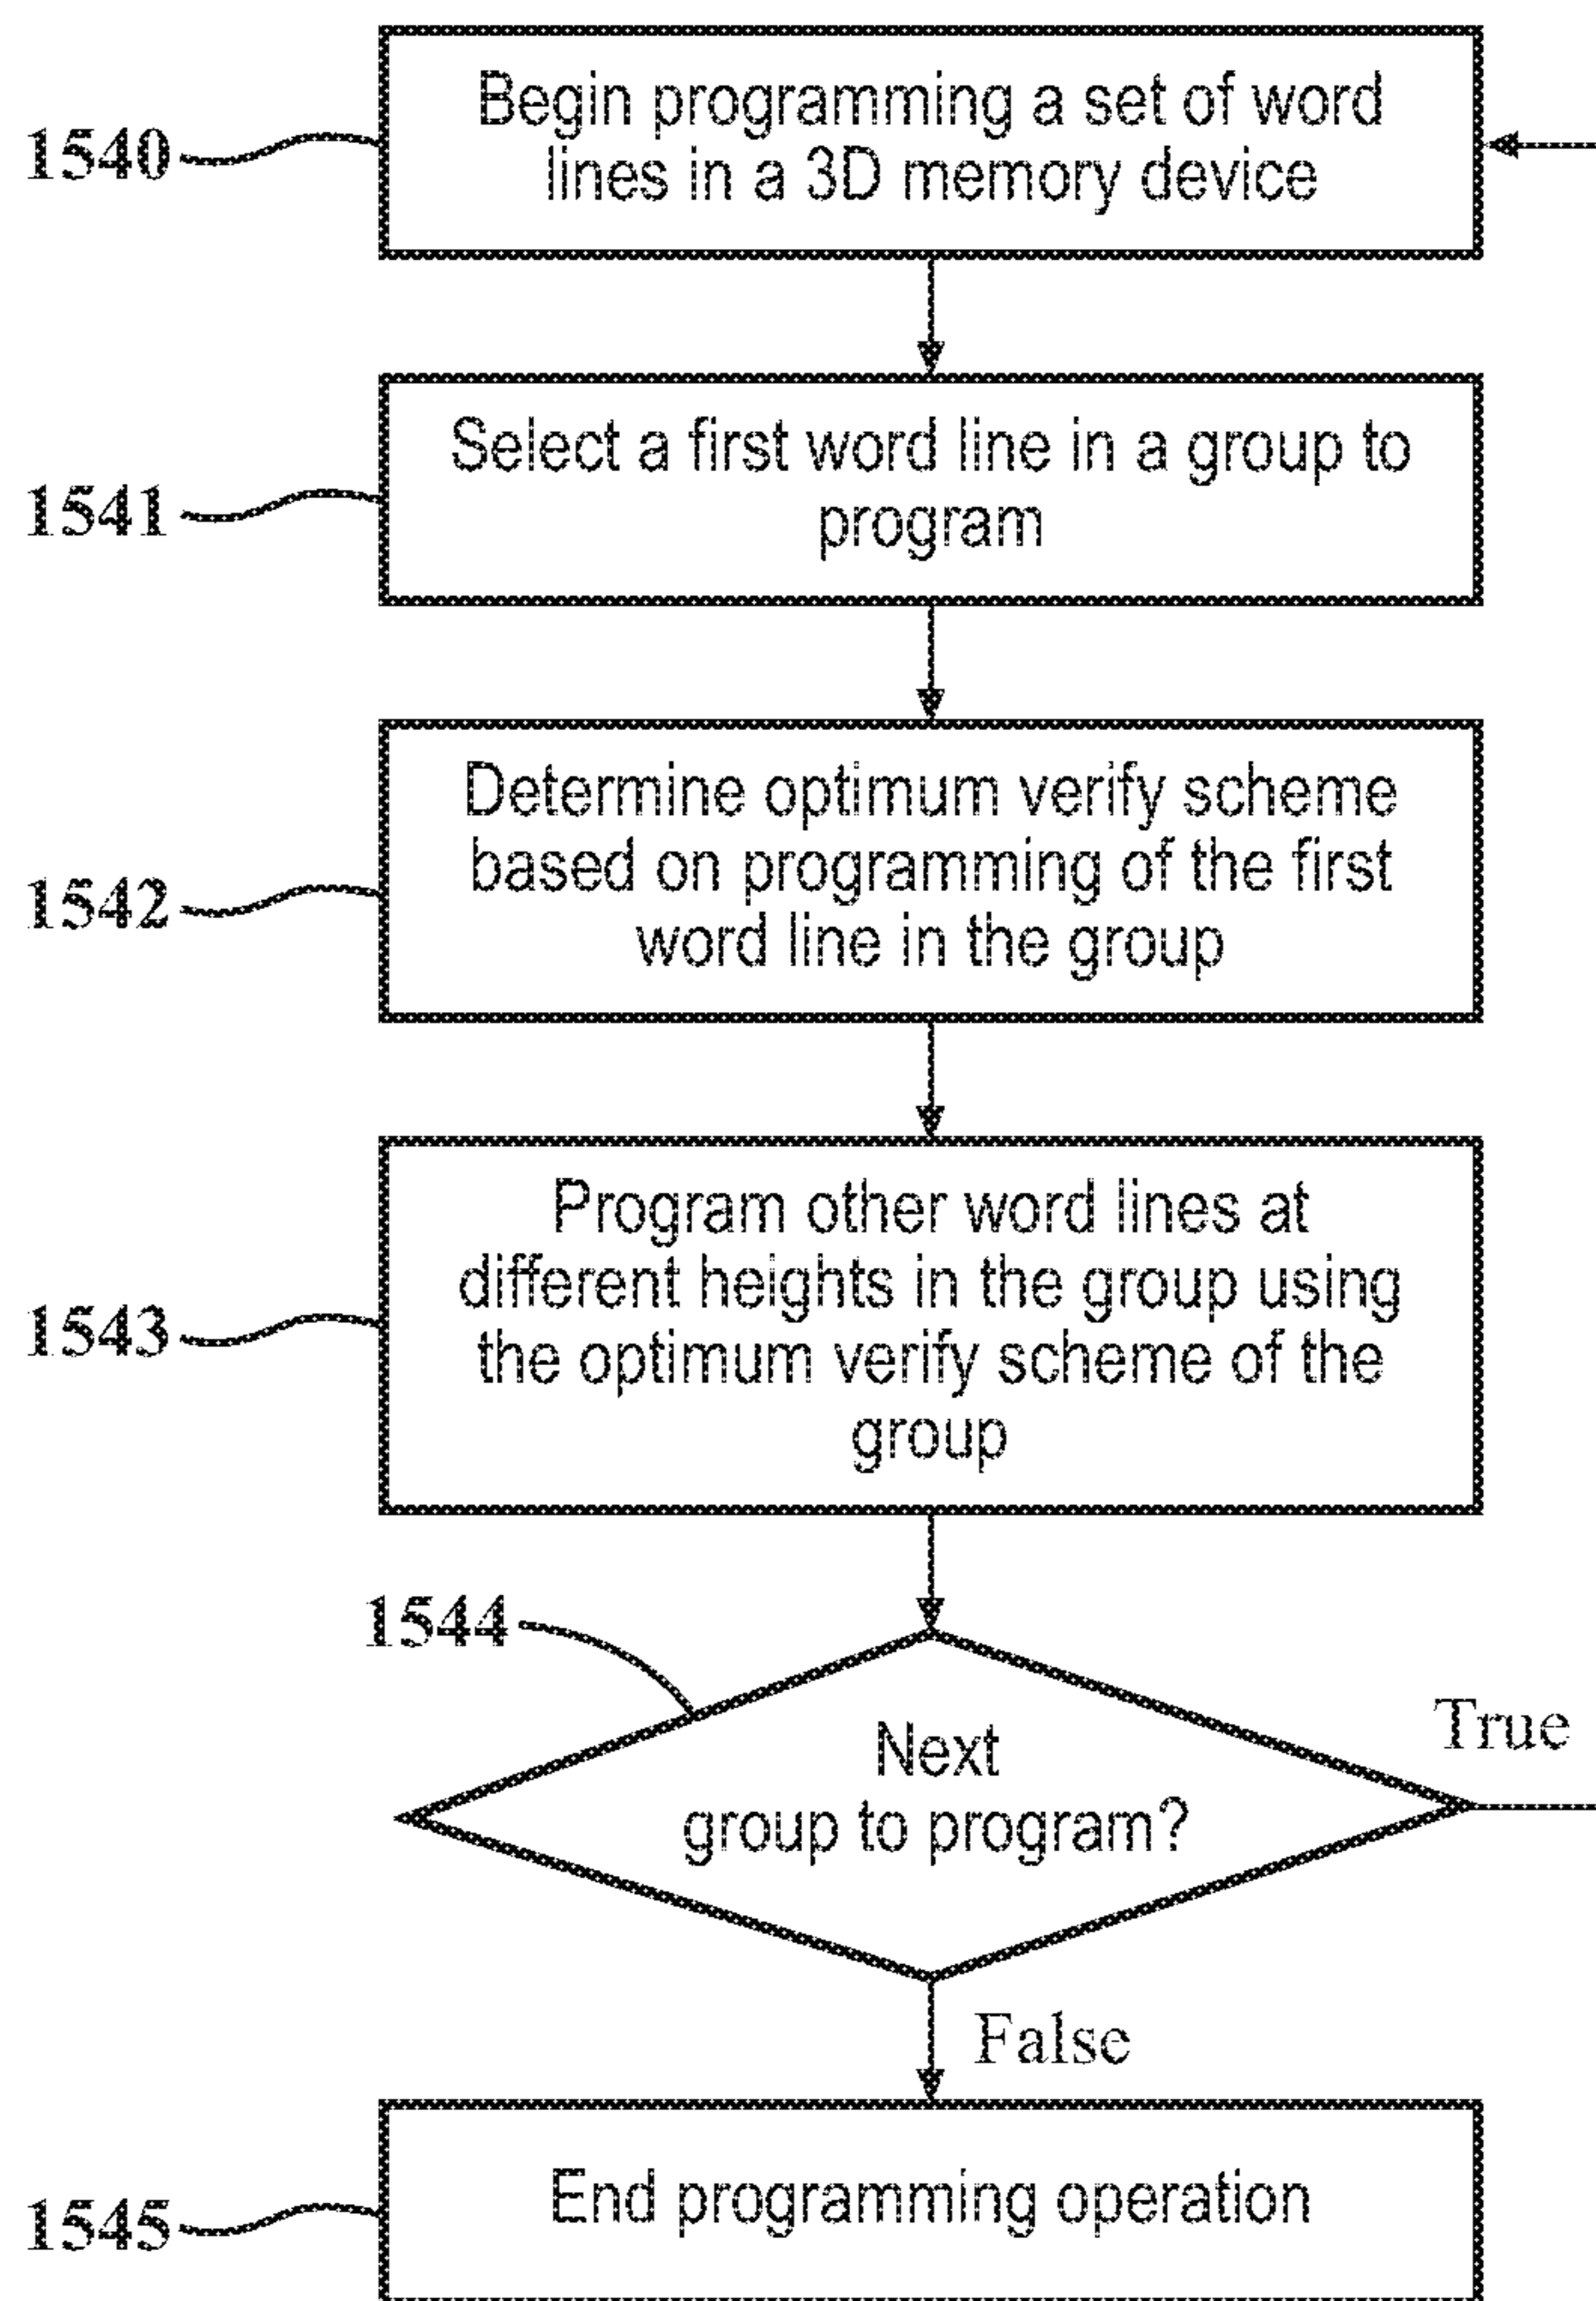 1540
Begin programming a set of word
lines in a 3D memory device
1541
Select a first word line in a group to
program
1542
Determine optimum verify scheme
based on programming of the first
word line in the group
1543
Program other word lines at
different heights in the group using
the optimum verify scheme of the
group
1544
Next
group to program?
True
False
1545
End programming operation